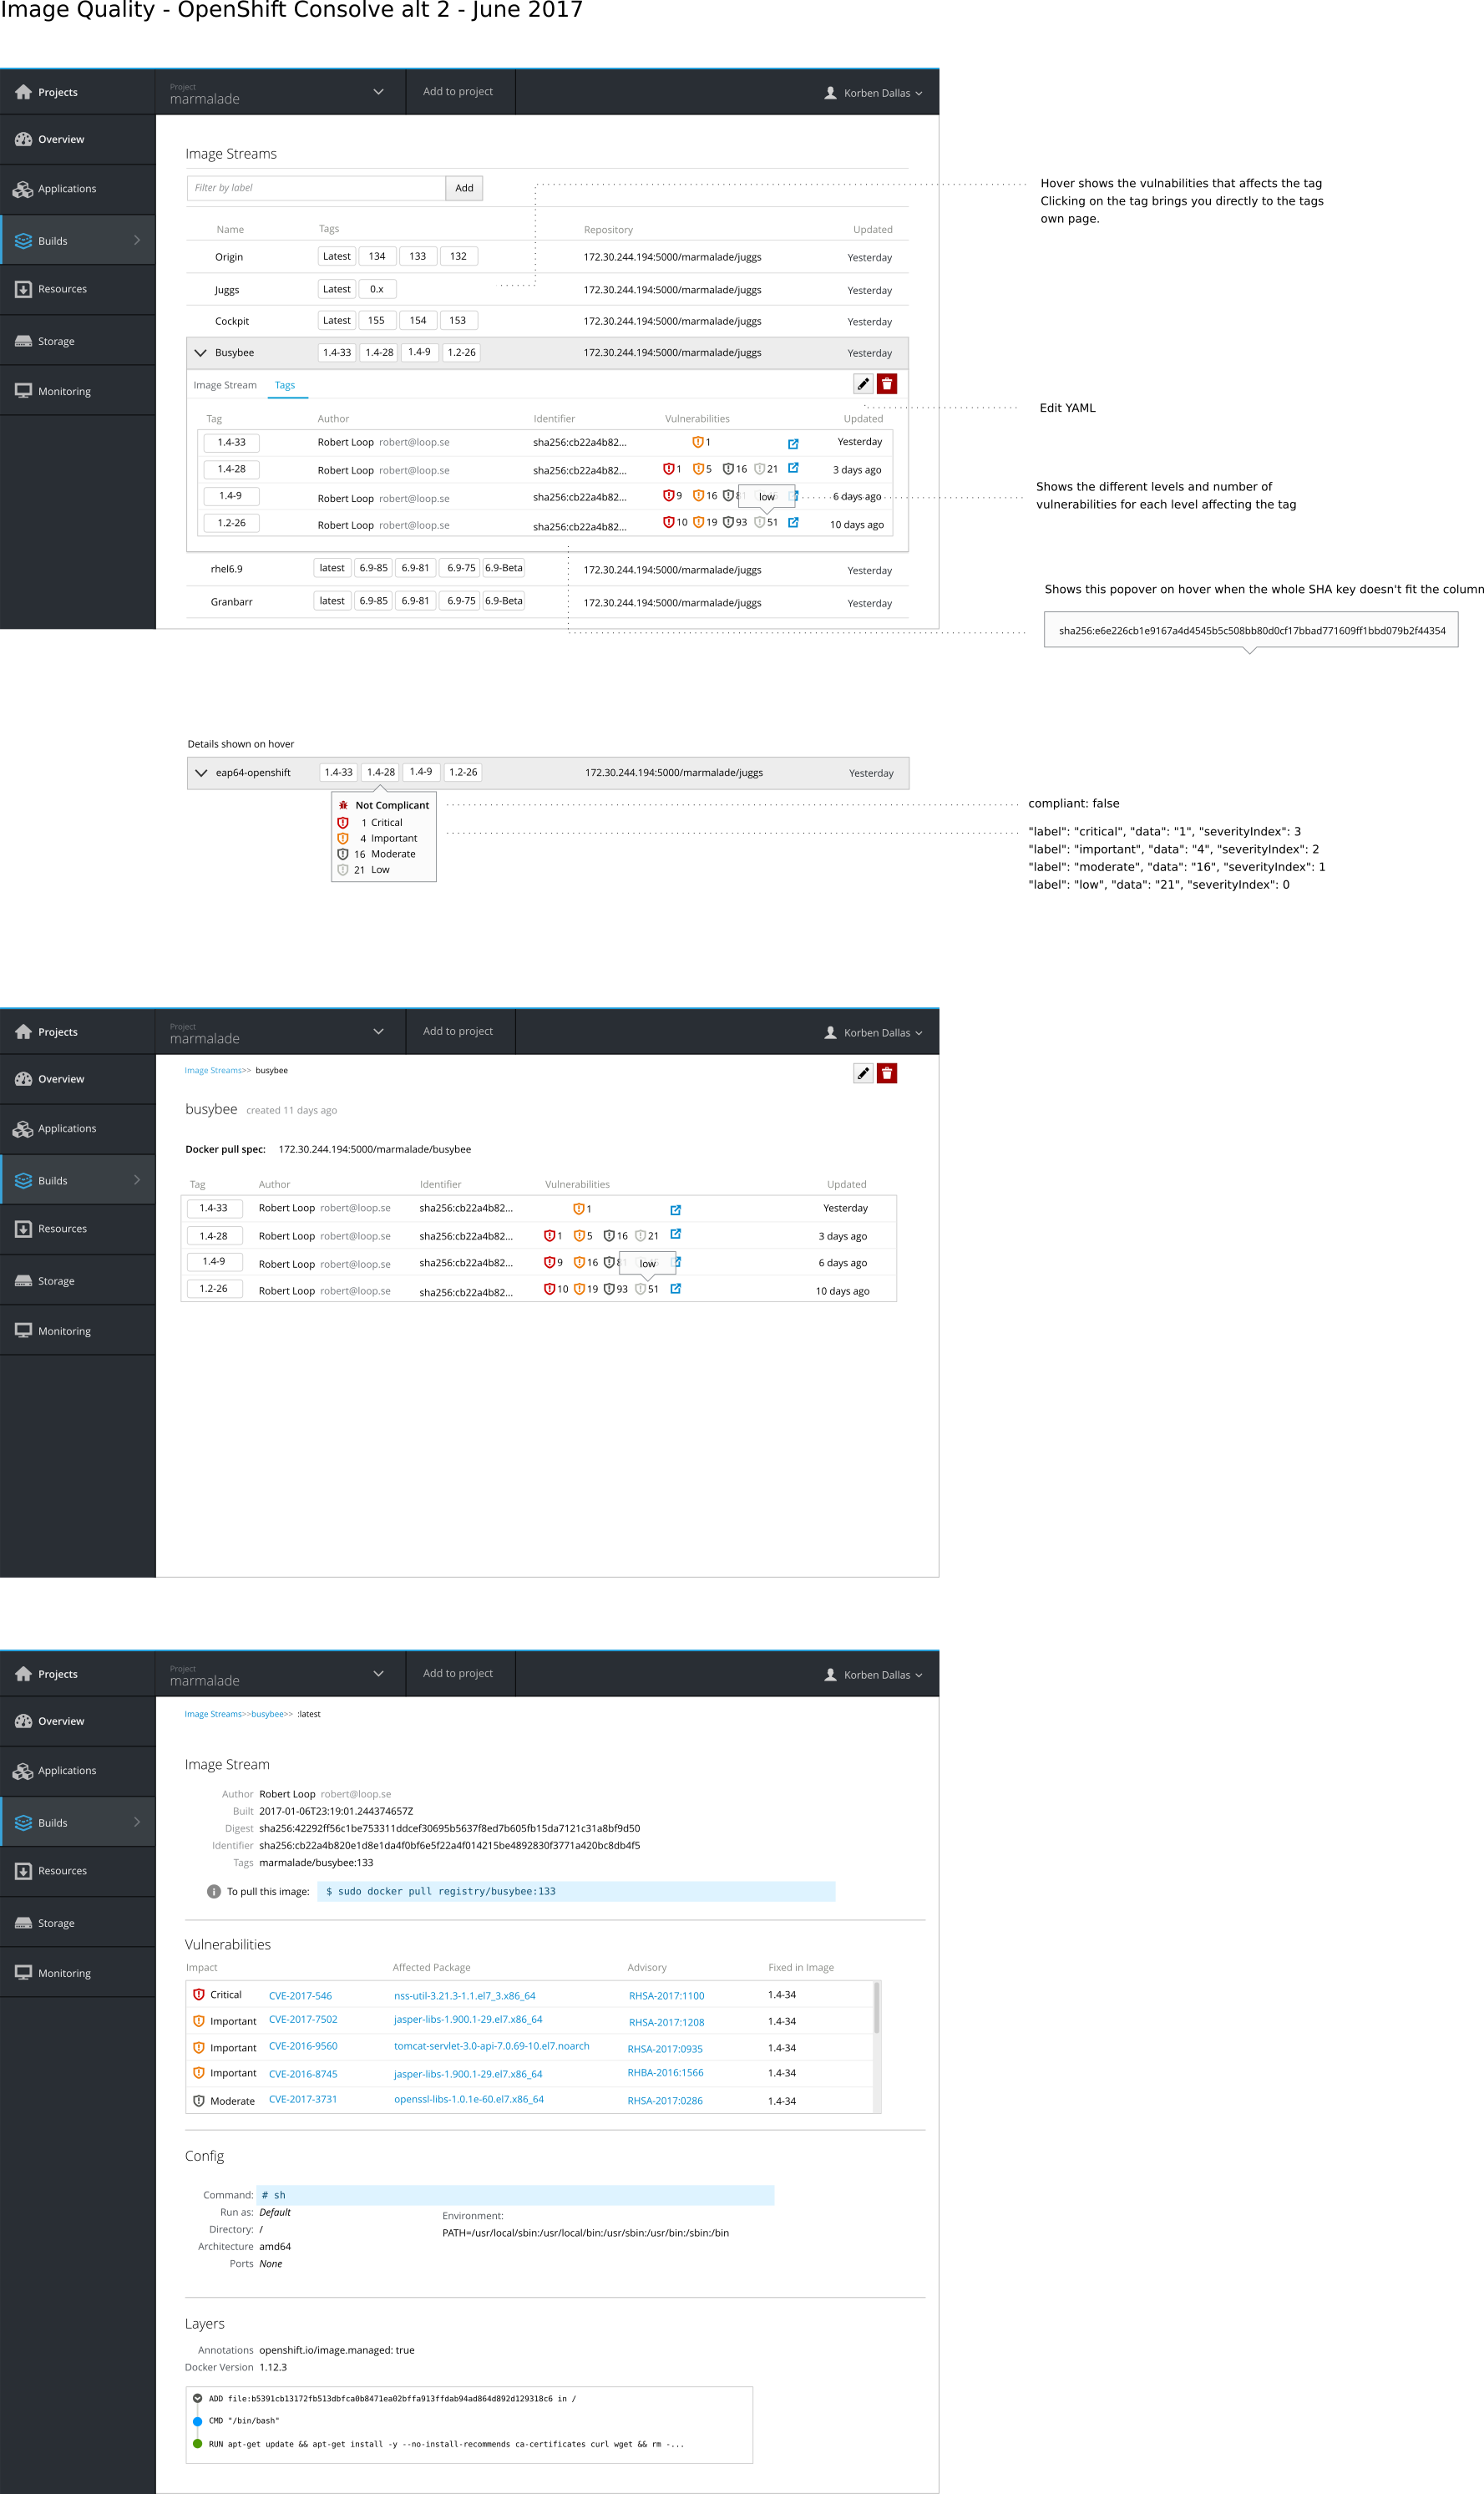 Image Quality - OpenShift Consolve alt 2 - June 2017
Projects
Project
marmalade
Add to project
Korben Dallas
Overview
Applications
Builds
Resources
Storage
Monitoring
Image Streams
Filter by label
Add
Name Tags Repository Updated
Origin Latest 134 133 132 172.30.244.194:5000/marmalade/juggs Yesterday
Juggs Latest 0.x 172.30.244.194:5000/marmalade/juggs Yesterday
Cockpit Latest 155 154 153 172.30.244.194:5000/marmalade/juggs Yesterday
Busybee 1.4-33 1.4-28 1.4-9 1.2-26 172.30.244.194:5000/marmalade/juggs Yesterday
Image Stream Tags
Tag Author Identifier Vulnerabilities Updated
1.4-33 Robert Loop robert@loop.se sha256:cb22a4b82... 1 Yesterday
1.4-28 Robert Loop robert@loop.se sha256:cb22a4b82... 1 5 16 21 3 days ago
1.4-9 Robert Loop robert@loop.se sha256:cb22a4b82... 9 16 81 low 6 days ago
1.2-26 Robert Loop robert@loop.se sha256:cb22a4b82... 10 19 93 51 10 days ago
rhel6.9 latest 6.9-85 6.9-81 6.9-75 6.9-Beta 172.30.244.194:5000/marmalade/juggs Yesterday
Granbarr latest 6.9-85 6.9-81 6.9-75 6.9-Beta 172.30.244.194:5000/marmalade/juggs Yesterday
Hover shows the vulnabilities that affects the tag
Clicking on the tag brings you directly to the tags
own page.
Edit YAML
Shows the different levels and number of
vulnerabilities for each level affecting the tag
Shows this popover on hover when the whole SHA key doesn't fit the column
sha256:e6e226cb1e9167a4d4545b5c508bb80d0cf17bbad771609ff1bbd079b2f44354
Details shown on hover
eap64-openshift 1.4-33 1.4-28 1.4-9 1.2-26 172.30.244.194:5000/marmalade/juggs Yesterday
Not Complicant
1 Critical
4 Important
16 Moderate
21 Low
compliant: false
"label": "critical", "data": "1", "severityIndex": 3
"label": "important", "data": "4", "severityIndex": 2
"label": "moderate", "data": "16", "severityIndex": 1
"label": "low", "data": "21", "severityIndex": 0
Projects
Project
marmalade
Add to project
Korben Dallas
Overview
Applications
Builds
Resources
Storage
Monitoring
Image Streams>> busybee
busybee created 11 days ago
Docker pull spec: 172.30.244.194:5000/marmalade/busybee
Tag Author Identifier Vulnerabilities Updated
1.4-33 Robert Loop robert@loop.se sha256:cb22a4b82... 1 Yesterday
1.4-28 Robert Loop robert@loop.se sha256:cb22a4b82... 1 5 16 21 3 days ago
1.4-9 Robert Loop robert@loop.se sha256:cb22a4b82... 9 16 low 6 days ago
1.2-26 Robert Loop robert@loop.se sha256:cb22a4b82... 10 19 93 51 10 days ago
Projects
Project
marmalade
Add to project
Korben Dallas
Overview
Applications
Builds
Resources
Storage
Monitoring
Image Streams>>busybee>> :latest
Image Stream
Author Robert Loop robert@loop.se
Built 2017-01-06T23:19:01.244374657Z
Digest sha256:42292ff56c1be753311ddcef30695b5637f8ed7b605fb15da7121c31a8bf9d50
Identifier sha256:cb22a4b820e1d8e1da4f0bf6e5f22a4f014215be4892830f3771a420bc8db4f5
Tags marmalade/busybee:133
To pull this image: $ sudo docker pull registry/busybee:133
Vulnerabilities
Impact Affected Package Advisory Fixed in Image
Critical CVE-2017-546 nss-util-3.21.3-1.1.el7_3.x86_64 RHSA-2017:1100 1.4-34
Important CVE-2017-7502 jasper-libs-1.900.1-29.el7.x86_64 RHSA-2017:1208 1.4-34
Important CVE-2016-9560 tomcat-servlet-3.0-api-7.0.69-10.el7.noarch RHSA-2017:0935 1.4-34
Important CVE-2016-8745 jasper-libs-1.900.1-29.el7.x86_64 RHBA-2016:1566 1.4-34
Moderate CVE-2017-3731 openssl-libs-1.0.1e-60.el7.x86_64 RHSA-2017:0286 1.4-34
Config
Command: # sh
Run as: Default
Directory: /
Architecture amd64
Ports None
Environment:
PATH=/usr/local/sbin:/usr/local/bin:/usr/sbin:/usr/bin:/sbin:/bin
Layers
Annotations openshift.io/image.managed: true
Docker Version 1.12.3
ADD file:b5391cb13172fb513dbfca0b8471ea02bffa913ffdab94ad864d892d129318c6 in /
CMD "/bin/bash"
RUN apt-get update && apt-get install -y --no-install-recommends ca-certificates curl wget && rm -...